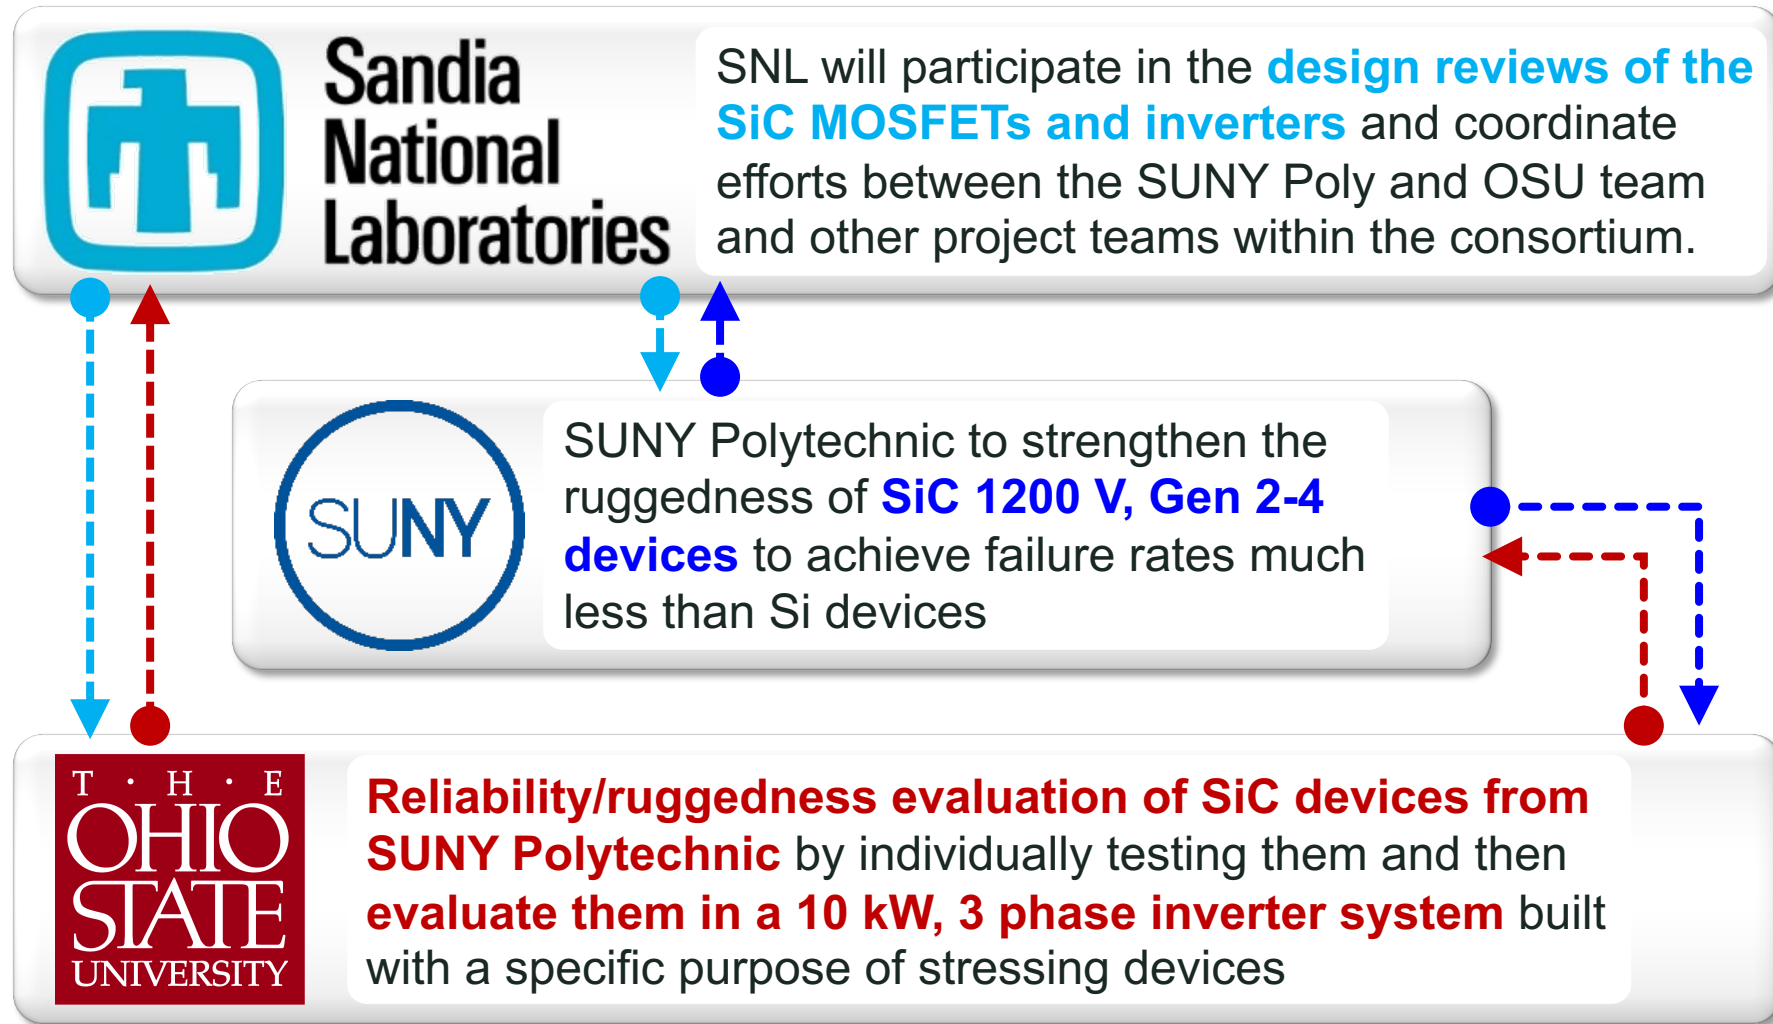 Sandia
National
Laboratories
SNL will participate in the design reviews of the
SiC MOSFETs and inverters and coordinate
efforts between the SUNY Poly and OSU team
and other project teams within the consortium.
SUNY
SUNY Polytechnic to strengthen the
ruggedness of SiC 1200 V, Gen 2-4
devices to achieve failure rates much
less than Si devices
T · H · E
OHIO
STATE
UNIVERSITY
Reliability/ruggedness evaluation of SiC devices from
SUNY Polytechnic by individually testing them and then
evaluate them in a 10 kW, 3 phase inverter system built
with a specific purpose of stressing devices